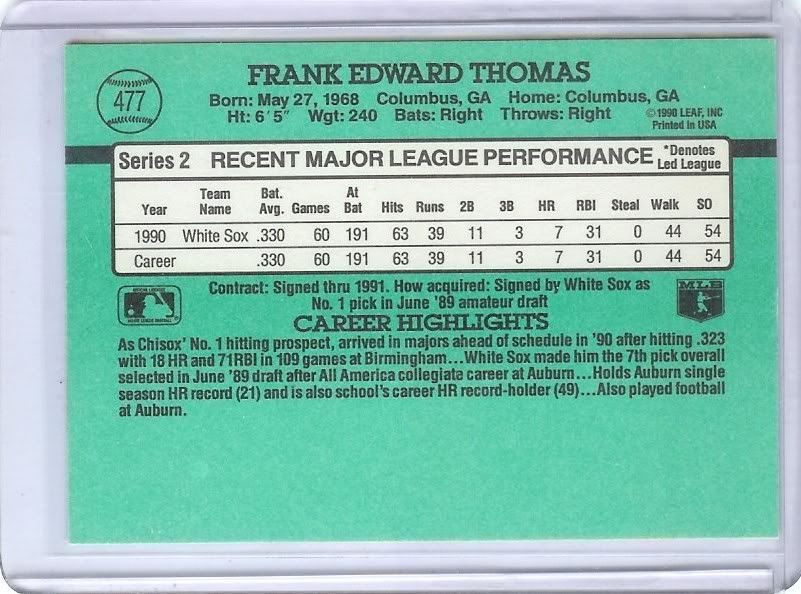 FRANK EDWARD THOMAS
477
Born: May 27, 1968 Columbus, GA Home: Columbus, GA
Ht: 6'5" Wgt: 240 Bats: Right Throws: Right
©1990 LEAF, INC
Printed in USA
Series 2 RECENT MAJOR LEAGUE PERFORMANCE *Denotes
Led League
Year Team Name Bat. Avg. Games At Bat Hits Runs 2B 3B HR RBI Steal Walk SO
1990 White Sox .330 60 191 63 39 11 3 7 31 0 44 54
Career .330 60 191 63 39 11 3 7 31 0 44 54
Contract: Signed thru 1991. How acquired: Signed by White Sox as
No. 1 pick in June '89 amateur draft
MLB
CAREER HIGHLIGHTS
As Chisox' No. 1 hitting prospect, arrived in majors ahead of schedule in '90 after hitting .323
with 18 HR and 71RBI in 109 games at Birmingham...White Sox made him the 7th pick overall
selected in June '89 draft after All America collegiate career at Auburn...Holds Auburn single
season HR record (21) and is also school's career HR record-holder (49)...Also played football
at Auburn.